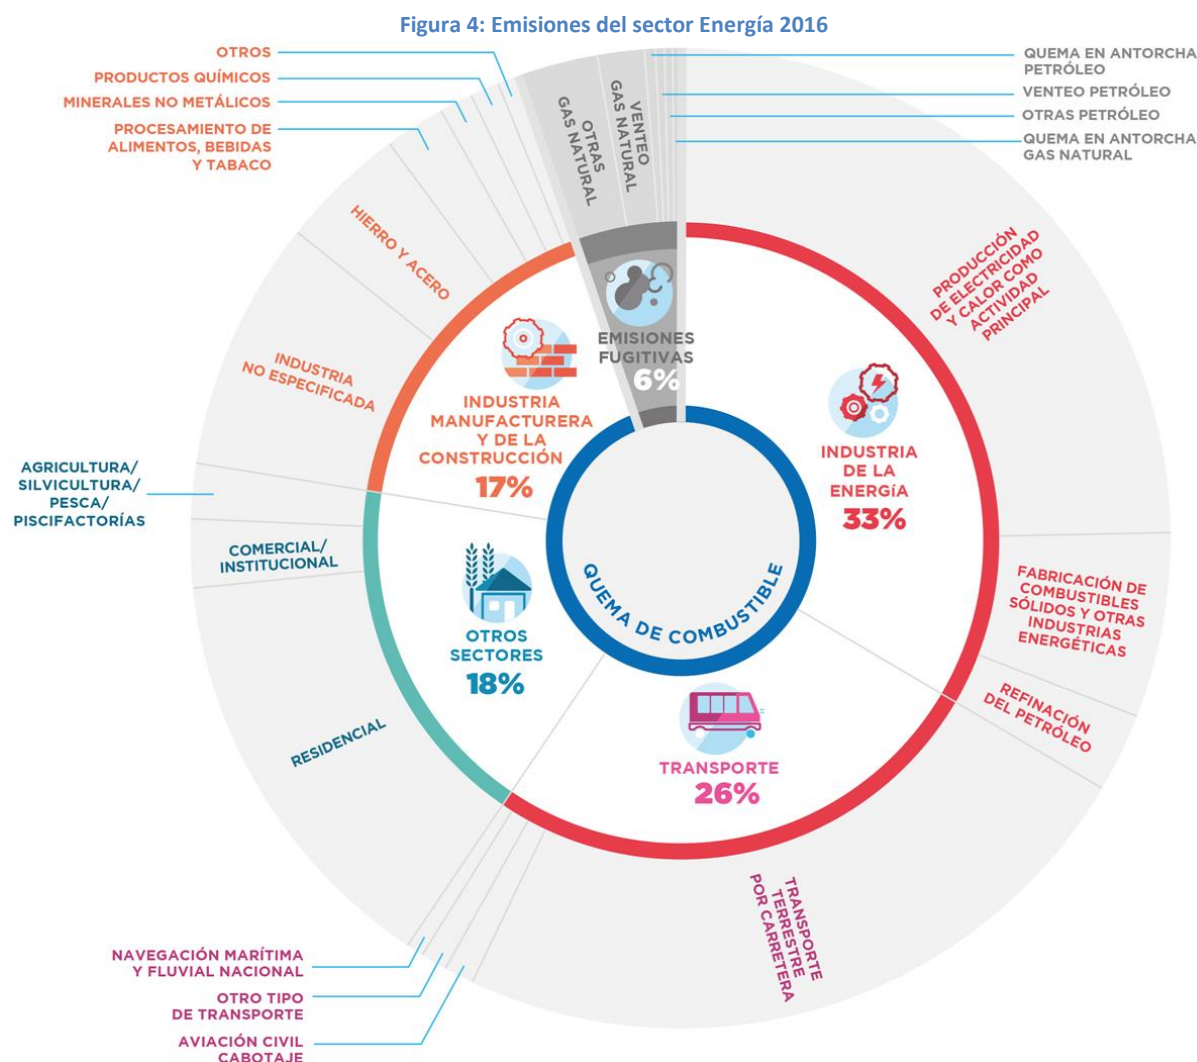 Figura 4: Emisiones del sector Energía 2016
OTROS
PRODUCTOS QUÍMICOS
MINERALES NO METÁLICOS
PROCESAMIENTO DE
ALIMENTOS, BEBIDAS
Y TABACO
HIERRO Y ACERO
INDUSTRIA
NO ESPECIFICADA
OTRAS
GAS NATURAL
VENTEO
GAS NATURAL
QUEMA EN ANTORCHA
PETRÓLEO
VENTEO PETRÓLEO
OTRAS PETRÓLEO
QUEMA EN ANTORCHA
GAS NATURAL
PRODUCCIÓN
DE ELECTRICIDAD
Y CALOR COMO
ACTIVIDAD
PRINCIPAL
EMISIONES
FUGITIVAS
6%
INDUSTRIA
MANUFACTURERA
Y DE LA
CONSTRUCCIÓN
17%
INDUSTRIA
DE LA
ENERGíA
33%
AGRICULTURA/
SILVICULTURA/
PESCA/
PISCIFACTORÍAS
COMERCIAL/
INSTITUCIONAL
QUEMA DE COMBUSTIBLE
FABRICACIÓN DE
COMBUSTIBLES
SÓLIDOS Y OTRAS
INDUSTRIAS
ENERGÉTICAS
REFINACIÓN
DEL PETRÓLEO
OTROS
SECTORES
18%
RESIDENCIAL
TRANSPORTE
26%
TRANSPORTE
TERRESTRE
POR CARRETERA
NAVEGACIÓN MARÍTIMA
Y FLUVIAL NACIONAL
OTRO TIPO
DE TRANSPORTE
AVIACIÓN CIVIL
CABOTAJE